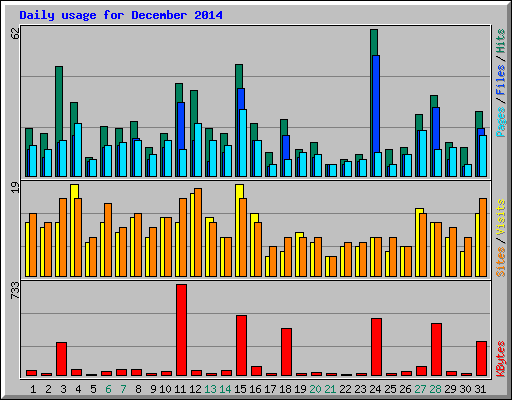 Daily usage for December 2014
62
Pages / Files / Hits
19
Sites / Visits
733
KBytes
1 2 3 4 5 6 7 8 9 10 11 12 13 14 15 16 17 18 19 20 21 22 23 24 25 26 27 28 29 30 31